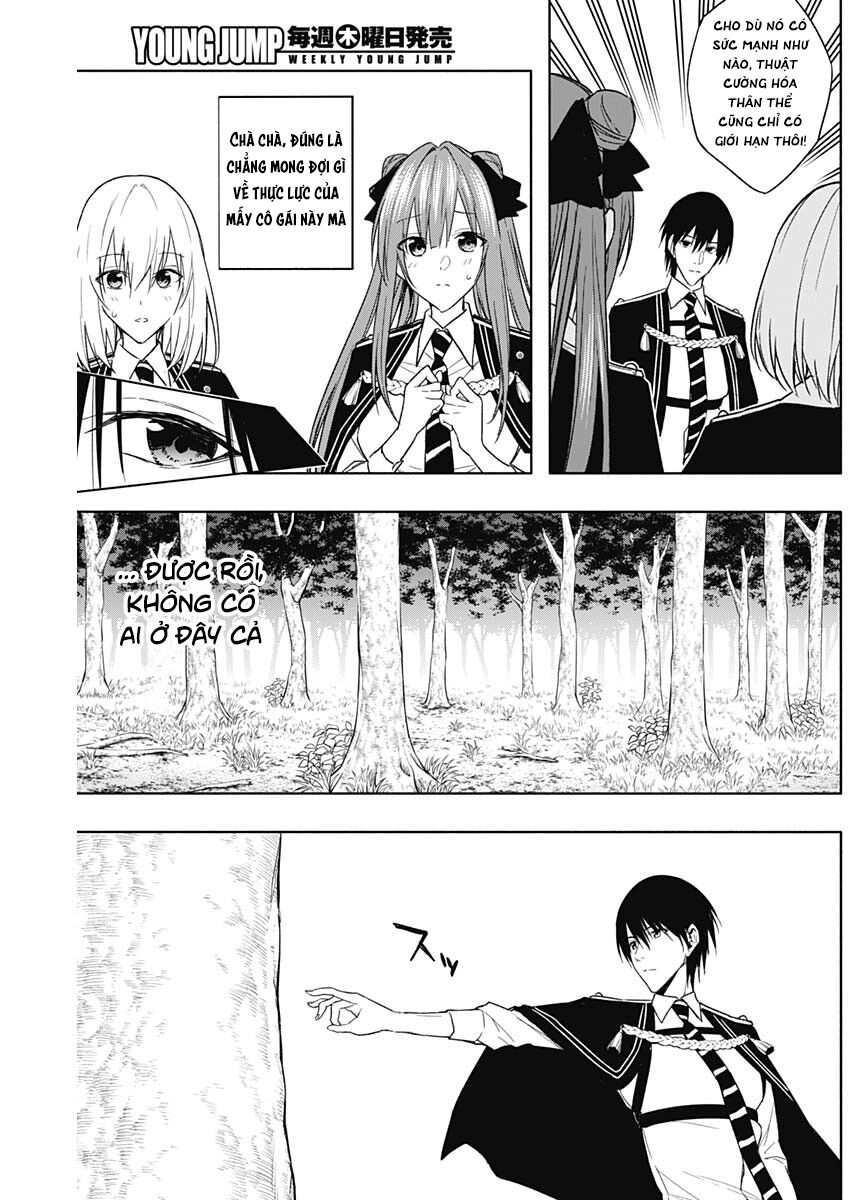 YOUNG JUMP 毎週木曜日発売
WEEKLY YOUNG JUMP
CHO DÙ NÓ CÓ
SỨC MẠNH NHƯ
NÀO, THUẬT
CƯỜNG HÓA
THÂN THỂ
CŨNG CHỈ CÓ
GIỚI HẠN THÔI!
CHÀ CHÀ, ĐÚNG LÀ
CHẲNG MONG ĐỢI GÌ
VỀ THỰC LỰC CỦA
MẤY CÔ GÁI NÀY MÀ
... ĐƯỢC RỒI,
KHÔNG CÓ
AI Ở ĐÂY CẢ
スッ